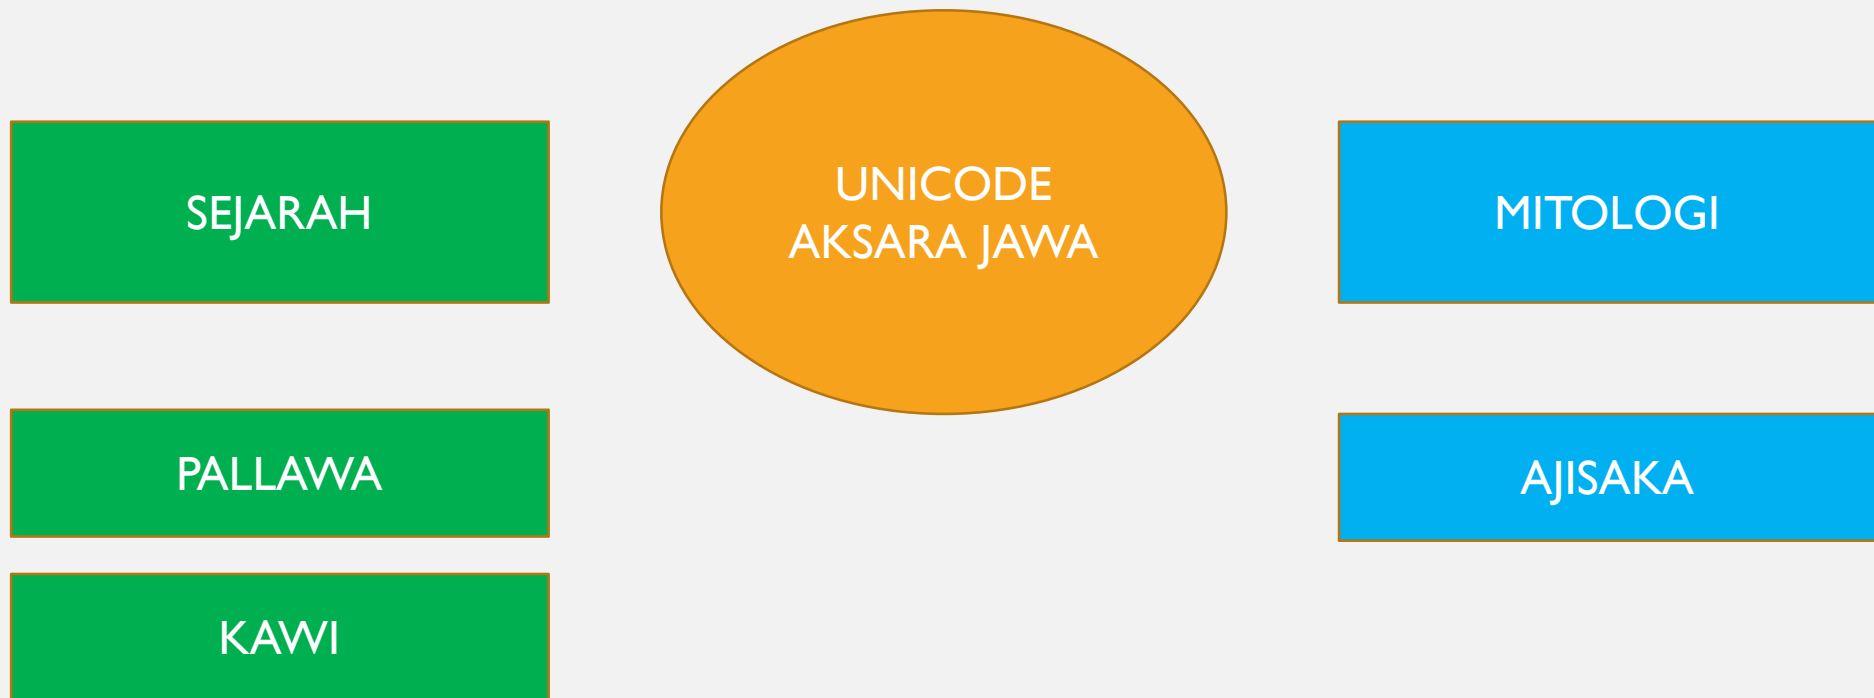 SEJARAH
UNICODE
AKSARA JAWA
MITOLOGI
PALLAWA
AJISAKA
KAWI